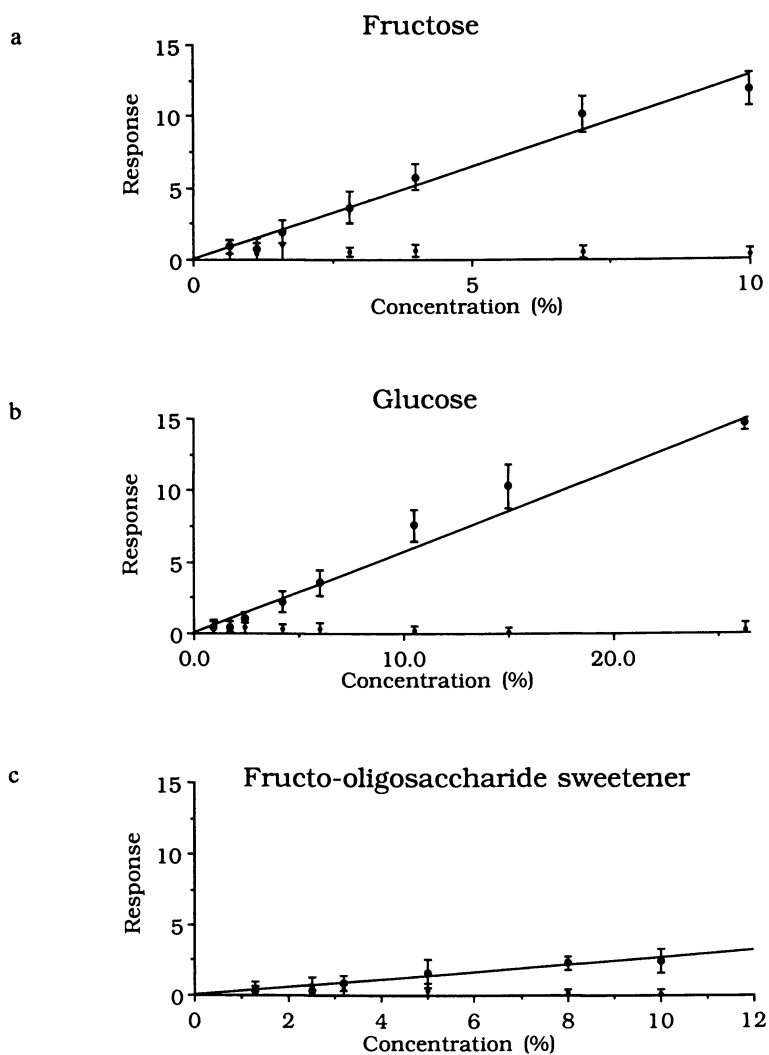 a
Fructose
15
10
5
0
Response
0 5 10
Concentration (%)
b
Glucose
15
10
5
0
Response
0.0 10.0 20.0
Concentration (%)
c
Fructo-oligosaccharide sweetener
15
10
5
0
Response
0 2 4 6 8 10 12
Concentration (%)